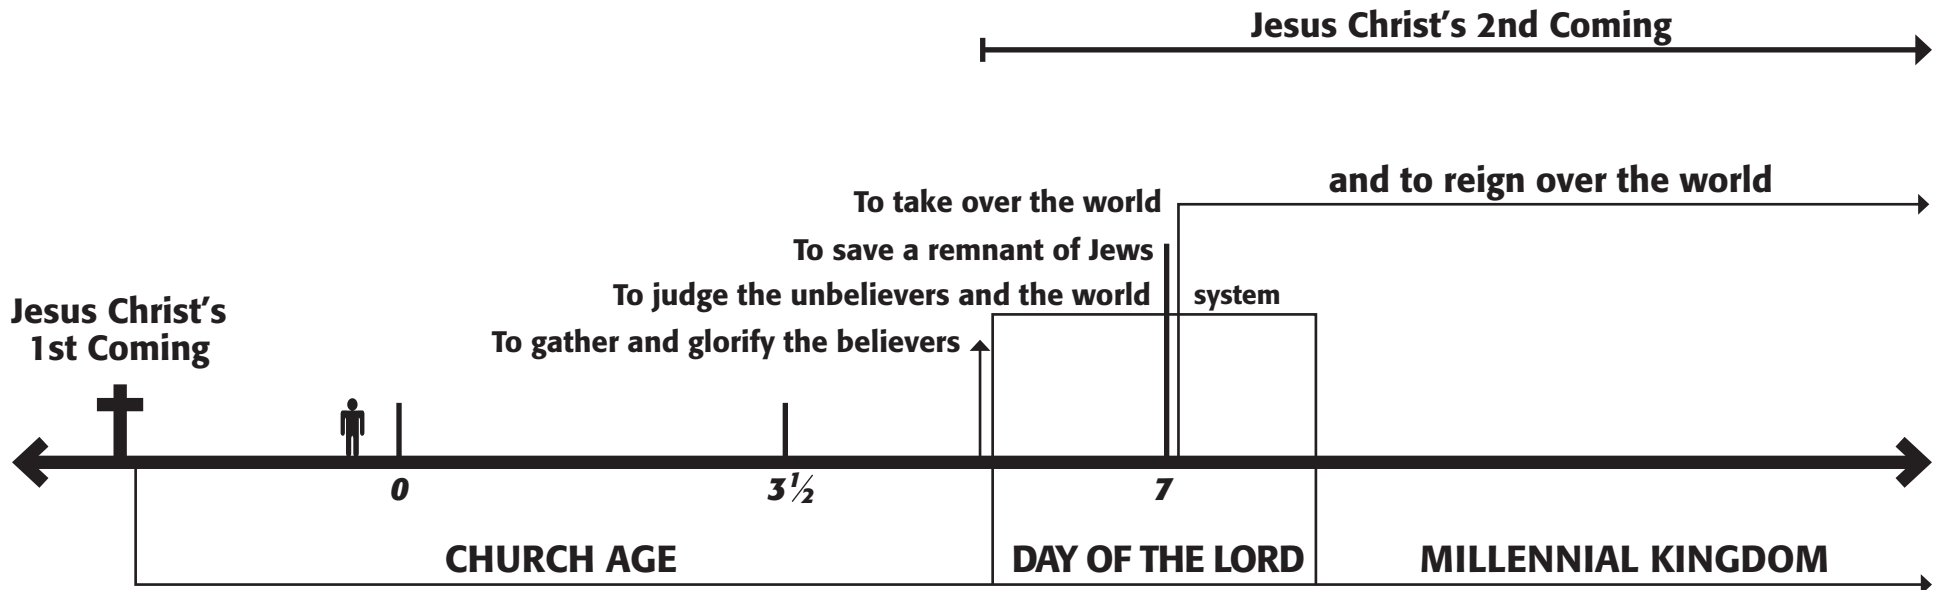 Jesus Christ’s 2nd Coming
and to reign over the world
To take over the world
To save a remnant of Jews
To judge the unbelievers and the world system
To gather and glorify the believers
Jesus Christ’s
1st Coming
0
3 ½
7
CHURCH AGE
DAY OF THE LORD
MILLENNIAL KINGDOM